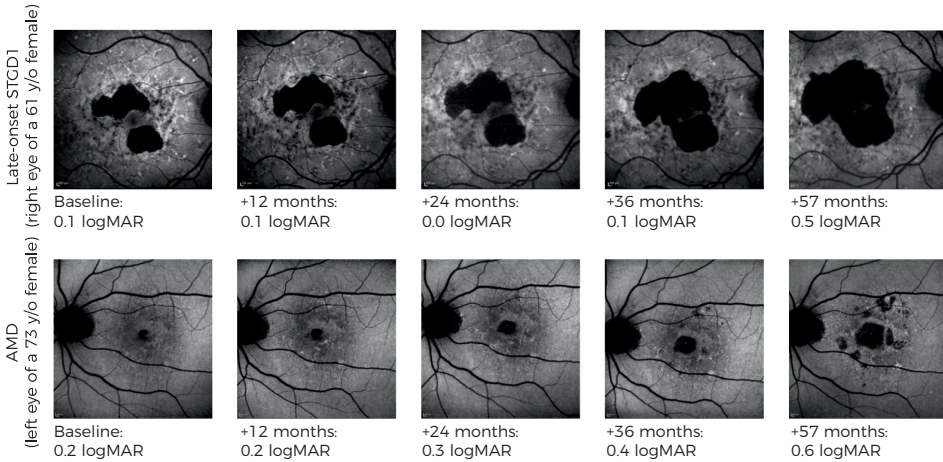 Late-onset STGD1
(right eye of a 61 y/o female)
Baseline:
0.1 logMAR
+12 months:
0.1 logMAR
+24 months:
0.0 logMAR
+36 months:
0.1 logMAR
+57 months:
0.5 logMAR
AMD
(left eye of a 73 y/o female)
Baseline:
0.2 logMAR
+12 months:
0.2 logMAR
+24 months:
0.3 logMAR
+36 months:
0.4 logMAR
+57 months:
0.6 logMAR